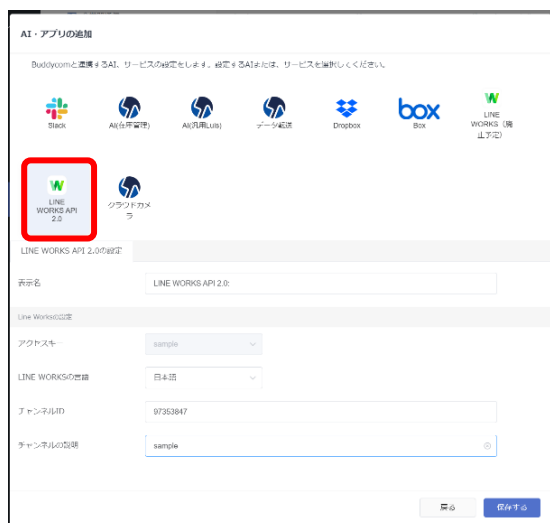 AI・アプリの追加
Buddycomと連携するAI、サービスの設定をします。設定するAIまたは、サービスを選択してください。
Slack
AI(在庫管理)
AI(汎用Luis)
データ転送
Dropbox
box
Box
LINE
WORKS（廃
止予定）
LINE
WORKS API
2.0
クラウドカメ
ラ
LINE WORKS API 2.0の設定
表示名
LINE WORKS API 2.0:
Line Worksの設定
アクセスキー
sample
LINE WORKSの言語
日本語
チャンネルID
97353847
チャンネルの説明
sample
戻る
保存する